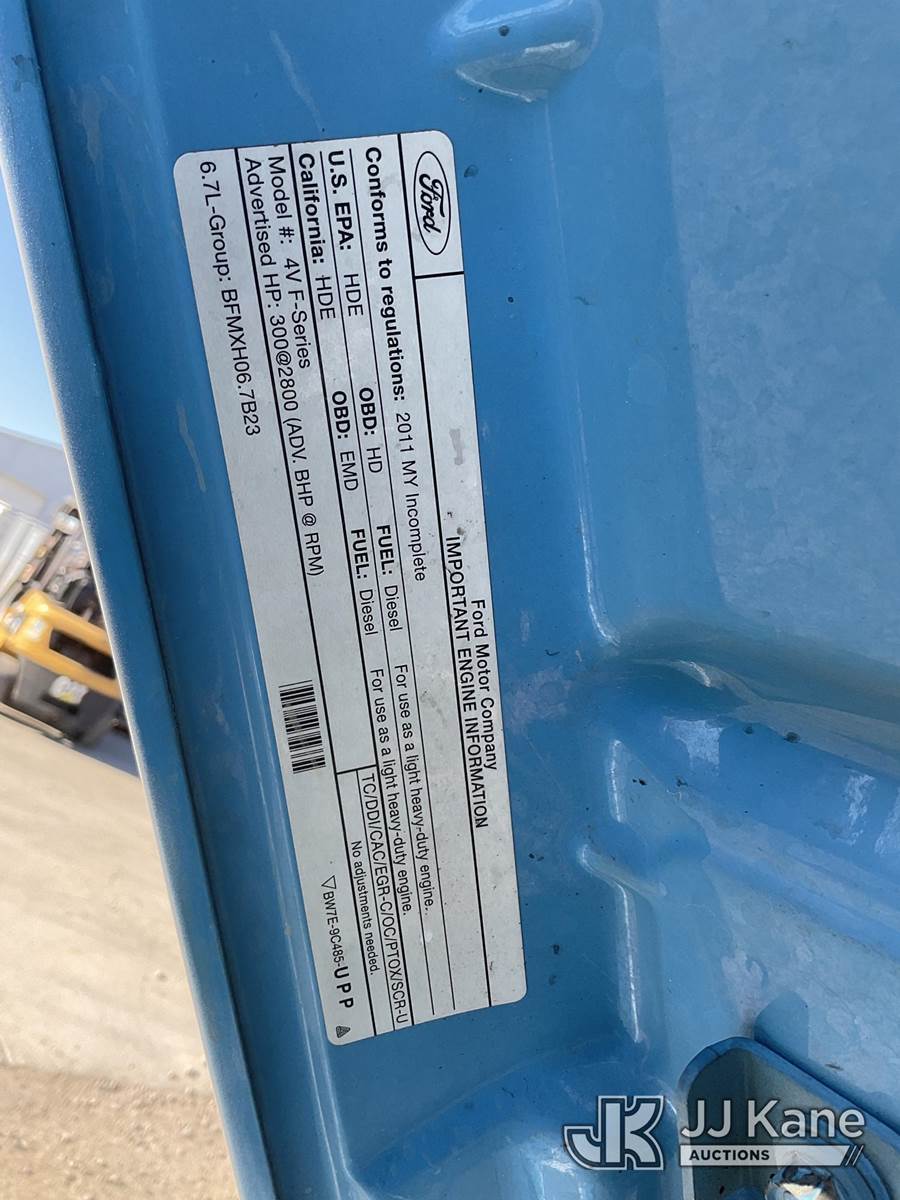 Ford
Ford Motor Company
IMPORTANT ENGINE INFORMATION
Conforms to regulations: 2011 MY Incomplete
U.S. EPA: HDE OBD: HD FUEL: Diesel For use as a light heavy-duty engine.
California: HDE OBD: EMD FUEL: Diesel For use as a light heavy-duty engine.
Model #: 4V F-Series
TC/DDI/CAC/EGR-C/OC/PTOX/SCR-U
Advertised HP: 300@2800 (ADV. BHP @ RPM)
No adjustments needed.
6.7L-Group: BFMXH06.7B23
BW7E-9C485-UPP
JK JJ Kane
AUCTIONS